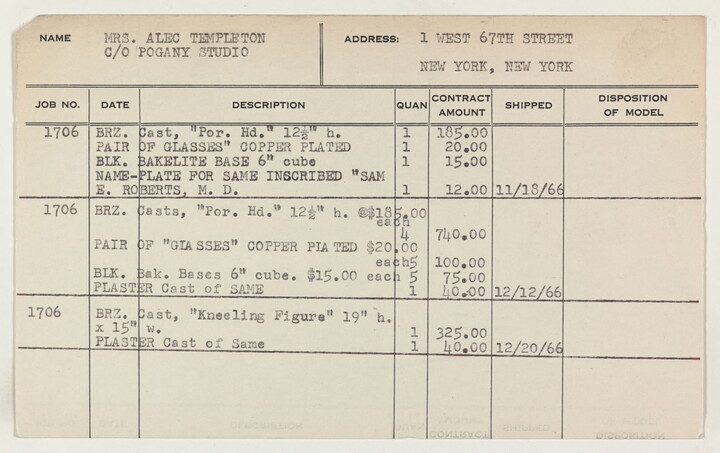 NAME MRS. ALEC TEMPLETON ADDRESS: 1 WEST 67TH STREET
C/O POGANY STUDIO
NEW YORK, NEW YORK
JOB NO. DATE DESCRIPTION QUAN CONTRACT AMOUNT SHIPPED DISPOSITION OF MODEL
1706 BRZ. Cast, "Por. Hd." 12½" h. 1 185.00
PAIR OF GLASSES" COPPER PLATED 1 20.00
BLK. BAKELITE BASE 6" cube 1 15.00
NAME-PLATE FOR SAME INSCRIBED "SAM
E. ROBERTS, M. D. 1 12.00 11/18/66
1706 BRZ. Casts, "Por. Hd." 12½" h. @$185.00
each
4 740.00
PAIR OF "GLASSES" COPPER PLATED $20.00
each5 100.00
BLK. Bak. Bases 6" cube. $15.00 each 5 75.00
PLASTER Cast of SAME 1 40.00 12/12/66
1706 BRZ. Cast, "Kneeling Figure" 19" h.
x 15" w. 1 325.00
PLASTER Cast of Same 1 40.00 12/20/66